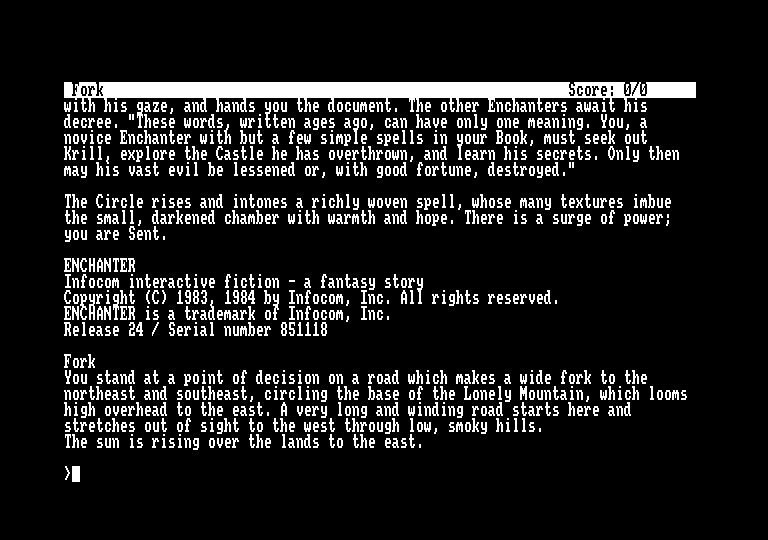 Fork Score: 0/0
with his gaze, and hands you the document. The other Enchanters await his
decree. "These words, written ages ago, can have only one meaning. You, a
novice Enchanter with but a few simple spells in your Book, must seek out
Krill, explore the Castle he has overthrown, and learn his secrets. Only then
may his vast evil be lessened or, with good fortune, destroyed."
The Circle rises and intones a richly woven spell, whose many textures imbue
the small, darkened chamber with warmth and hope. There is a surge of power;
you are Sent.
ENCHANTER
Infocom interactive fiction - a fantasy story
Copyright (C) 1983, 1984 by Infocom, Inc. All rights reserved.
ENCHANTER is a trademark of Infocom, Inc.
Release 24 / Serial number 851118
Fork
You stand at a point of decision on a road which makes a wide fork to the
northeast and southeast, circling the base of the Lonely Mountain, which looms
high overhead to the east. A very long and winding road starts here and
stretches out of sight to the west through low, smoky hills.
The sun is rising over the lands to the east.
>